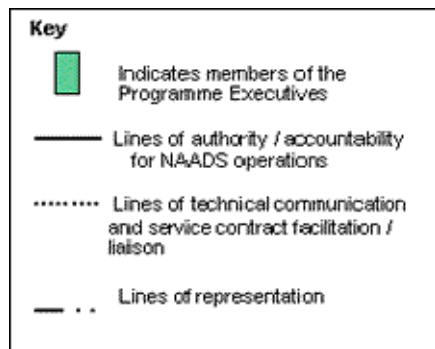 Key
Indicates members of the
Programme Executives
Lines of authority / accountability
for NAADS operations
Lines of technical communication
and service contract facilitation /
liaison
Lines of representation